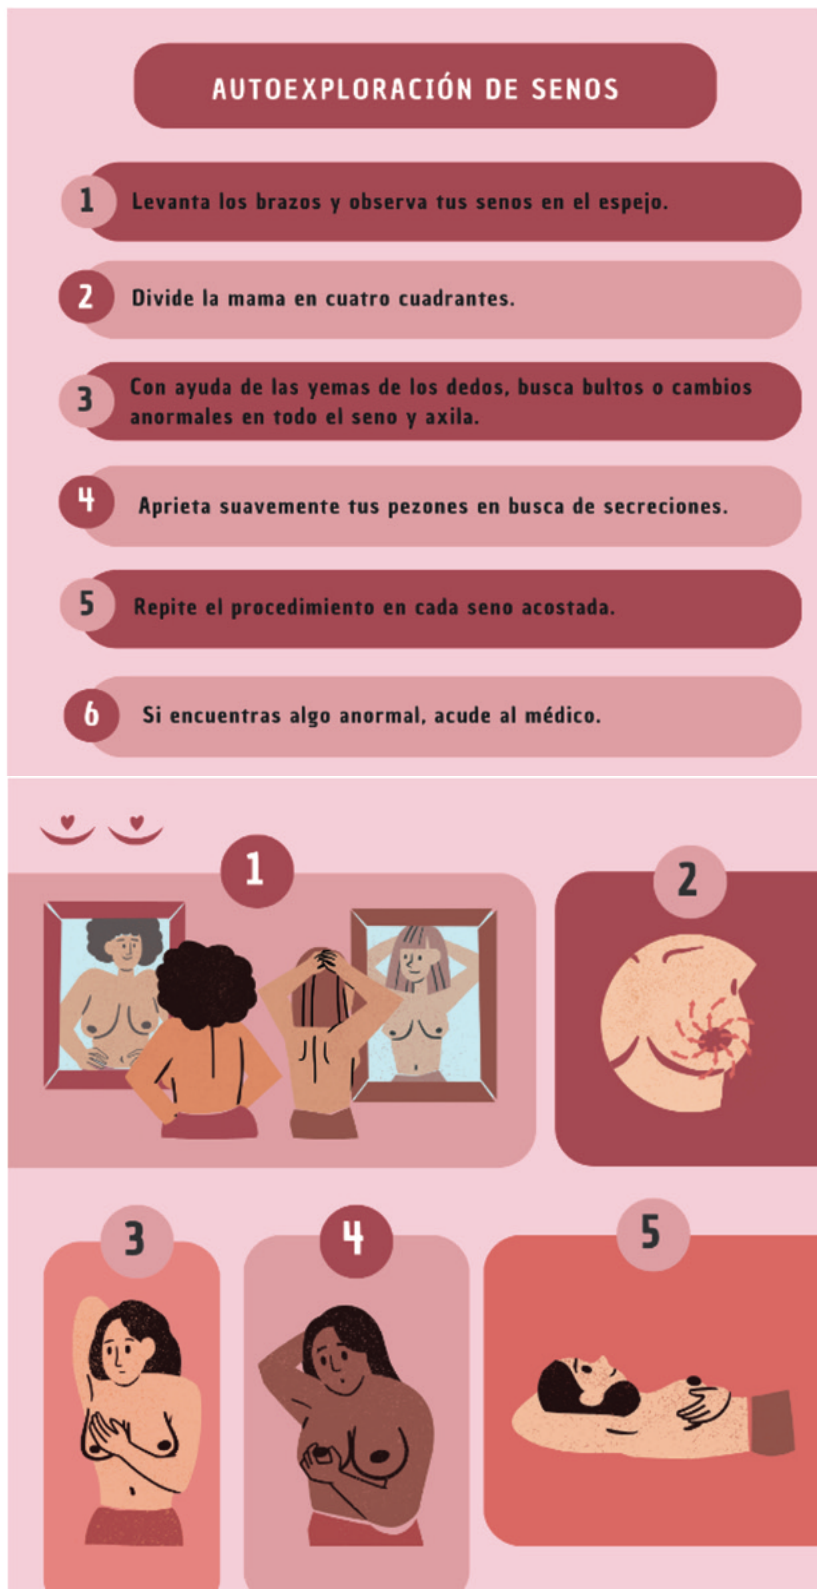 AUTOEXPLORACIÓN DE SENOS
1
Levanta los brazos y observa tus senos en el espejo.
2
Divide la mama en cuatro cuadrantes.
3
Con ayuda de las yemas de los dedos, busca bultos o cambios
anormales en todo el seno y axila.
4
Aprieta suavemente tus pezones en busca de secreciones.
5
Repite el procedimiento en cada seno acostada.
6
Si encuentras algo anormal, acude al médico.
1
2
3
4
5